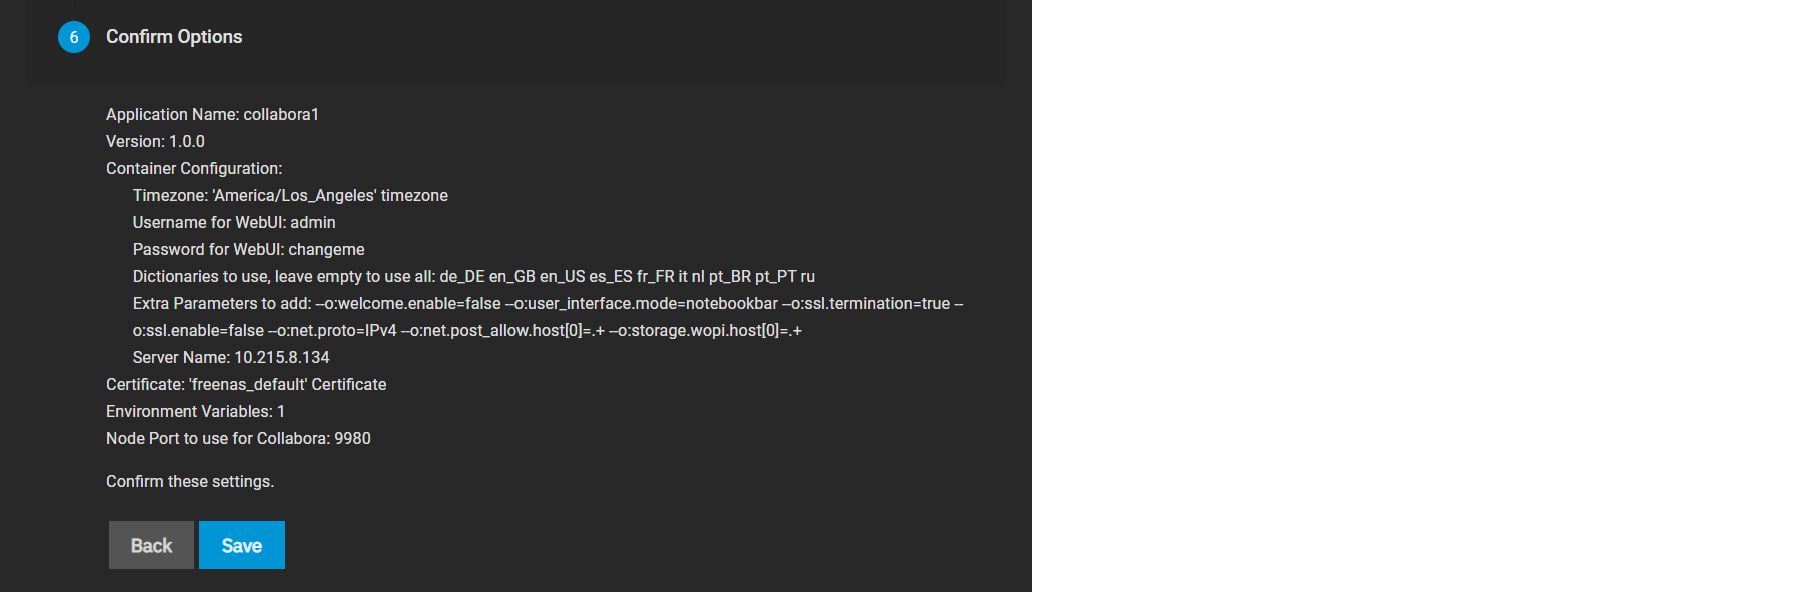 6 Confirm Options
Application Name: collabora1
Version: 1.0.0
Container Configuration:
Timezone: 'America/Los_Angeles' timezone
Username for WebUI: admin
Password for WebUI: changeme
Dictionaries to use, leave empty to use all: de_DE en_GB en_US es_ES fr_FR it nl pt_BR pt_PT ru
Extra Parameters to add: --o:welcome.enable=false --o:user_interface.mode=notebookbar --o:ssl.termination=true --
o:ssl.enable=false --o:net.proto=IPv4 --o:net.post_allow.host[0]=.+ --o:storage.wopi.host[0]=.+
Server Name: 10.215.8.134
Certificate: 'freenas_default' Certificate
Environment Variables: 1
Node Port to use for Collabora: 9980
Confirm these settings.
Back Save